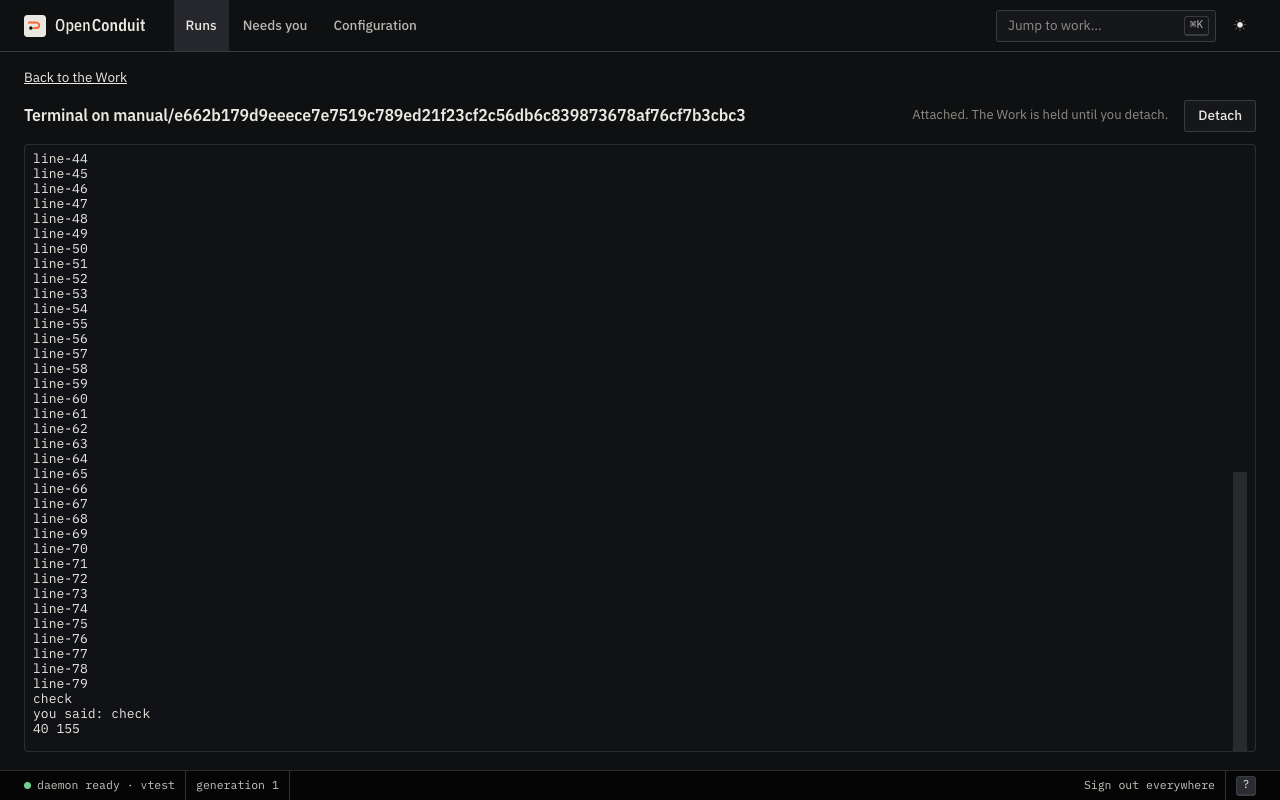 OpenConduit
Runs
Needs you
Configuration
Jump to work...
⌘K
Back to the Work
Terminal on manual/e662b179d9eeece7e7519c789ed21f23cf2c56db6c839873678af76cf7b3cbc3
Attached. The Work is held until you detach.
Detach
line-44
line-45
line-46
line-47
line-48
line-49
line-50
line-51
line-52
line-53
line-54
line-55
line-56
line-57
line-58
line-59
line-60
line-61
line-62
line-63
line-64
line-65
line-66
line-67
line-68
line-69
line-70
line-71
line-72
line-73
line-74
line-75
line-76
line-77
line-78
line-79
check
you said: check
40 155
daemon ready · vtest
generation 1
Sign out everywhere
?